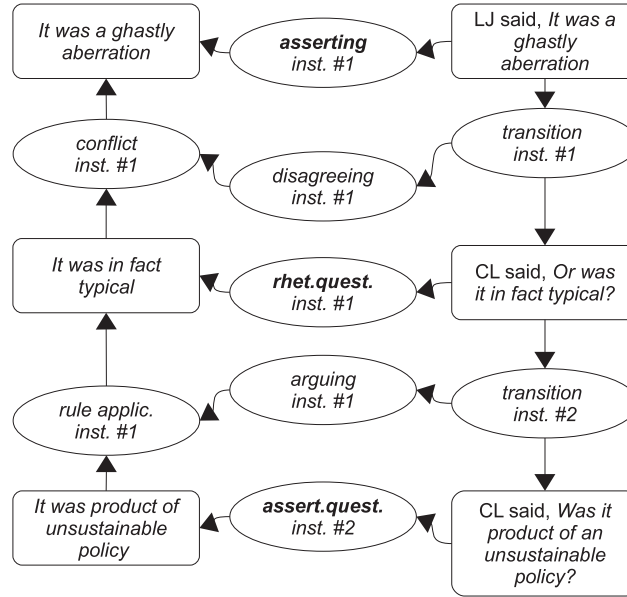 It was a ghastly
aberration
asserting
inst. #1
LJ said, It was a
ghastly
aberration
conflict
inst. #1
disagreeing
inst. #1
transition
inst. #1
It was in fact
typical
rhet.quest.
inst. #1
CL said, Or was
it in fact typical?
rule applic.
inst. #1
arguing
inst. #1
transition
inst. #2
It was product of
unsustainable
policy
assert.quest.
inst. #2
CL said, Was it
product of an
unsustainable
policy?